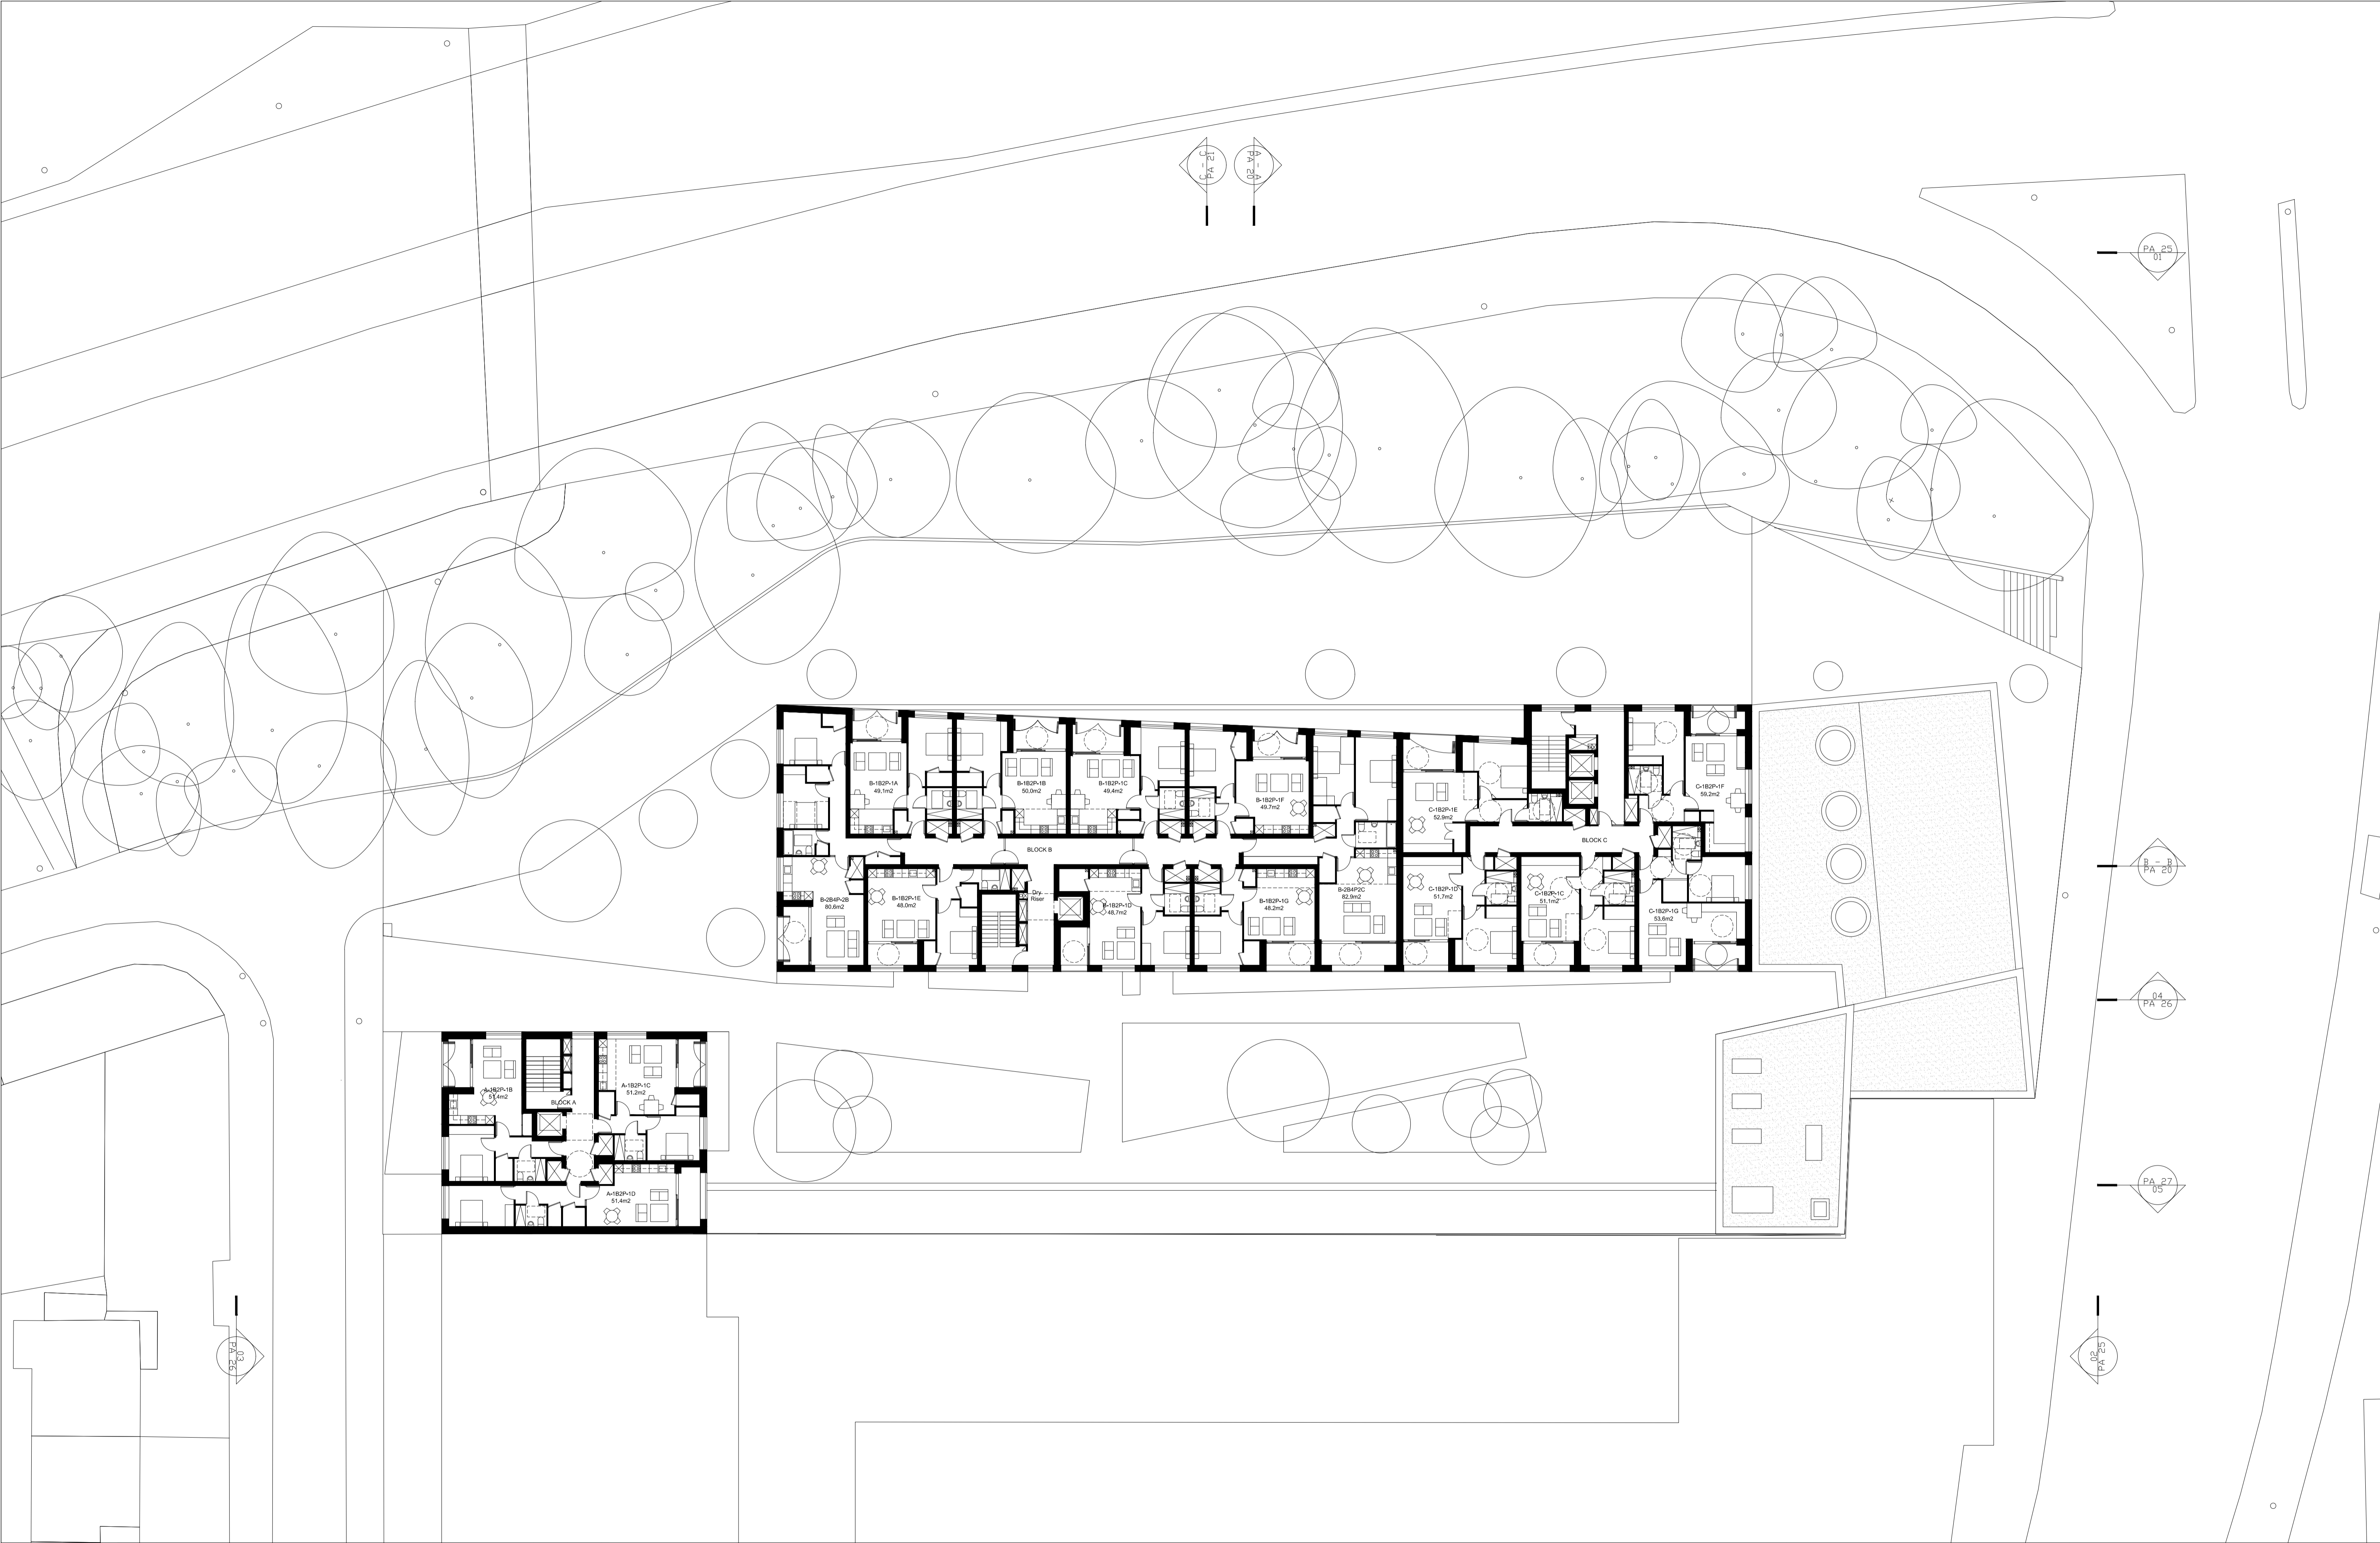 C - C
PA 21
A - A
PA 20
PA 25
01
B-1B2P-1A
49,1m2
B-1B2P-1B
50,0m2
B-1B2P-1C
49,4m2
B-1B2P-1F
49,7m2
C-1B2P-1E
52,9m2
C-1B2P-1F
59,2m2
BLOCK B
BLOCK C
B - B
PA 20
B-2B4P-2B
80,6m2
B-1B2P-1E
48,0m2
Dry
Riser
B-1B2P-1D
48,7m2
B-1B2P-1G
48,2m2
B-2B4P2C
82,9m2
C-1B2P-1D
51,7m2
C-1B2P-1C
51,1m2
C-1B2P-1G
53,6m2
04
PA 26
A-1B2P-1B
51,4m2
BLOCK A
A-1B2P-1C
51,2m2
A-1B2P-1D
51,4m2
PA 27
05
03
PA 26
02
PA 25